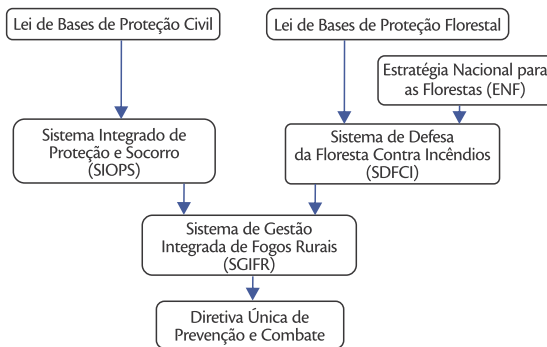 Lei de Bases de Proteção Civil
Lei de Bases de Proteção Florestal
Estratégia Nacional para
as Florestas (ENF)
Sistema Integrado de
Proteção e Socorro
(SIOPS)
Sistema de Defesa
da Floresta Contra Incêndios
(SDFCI)
Sistema de Gestão
Integrada de Fogos Rurais
(SGIFR)
Diretiva Única de
Prevenção e Combate